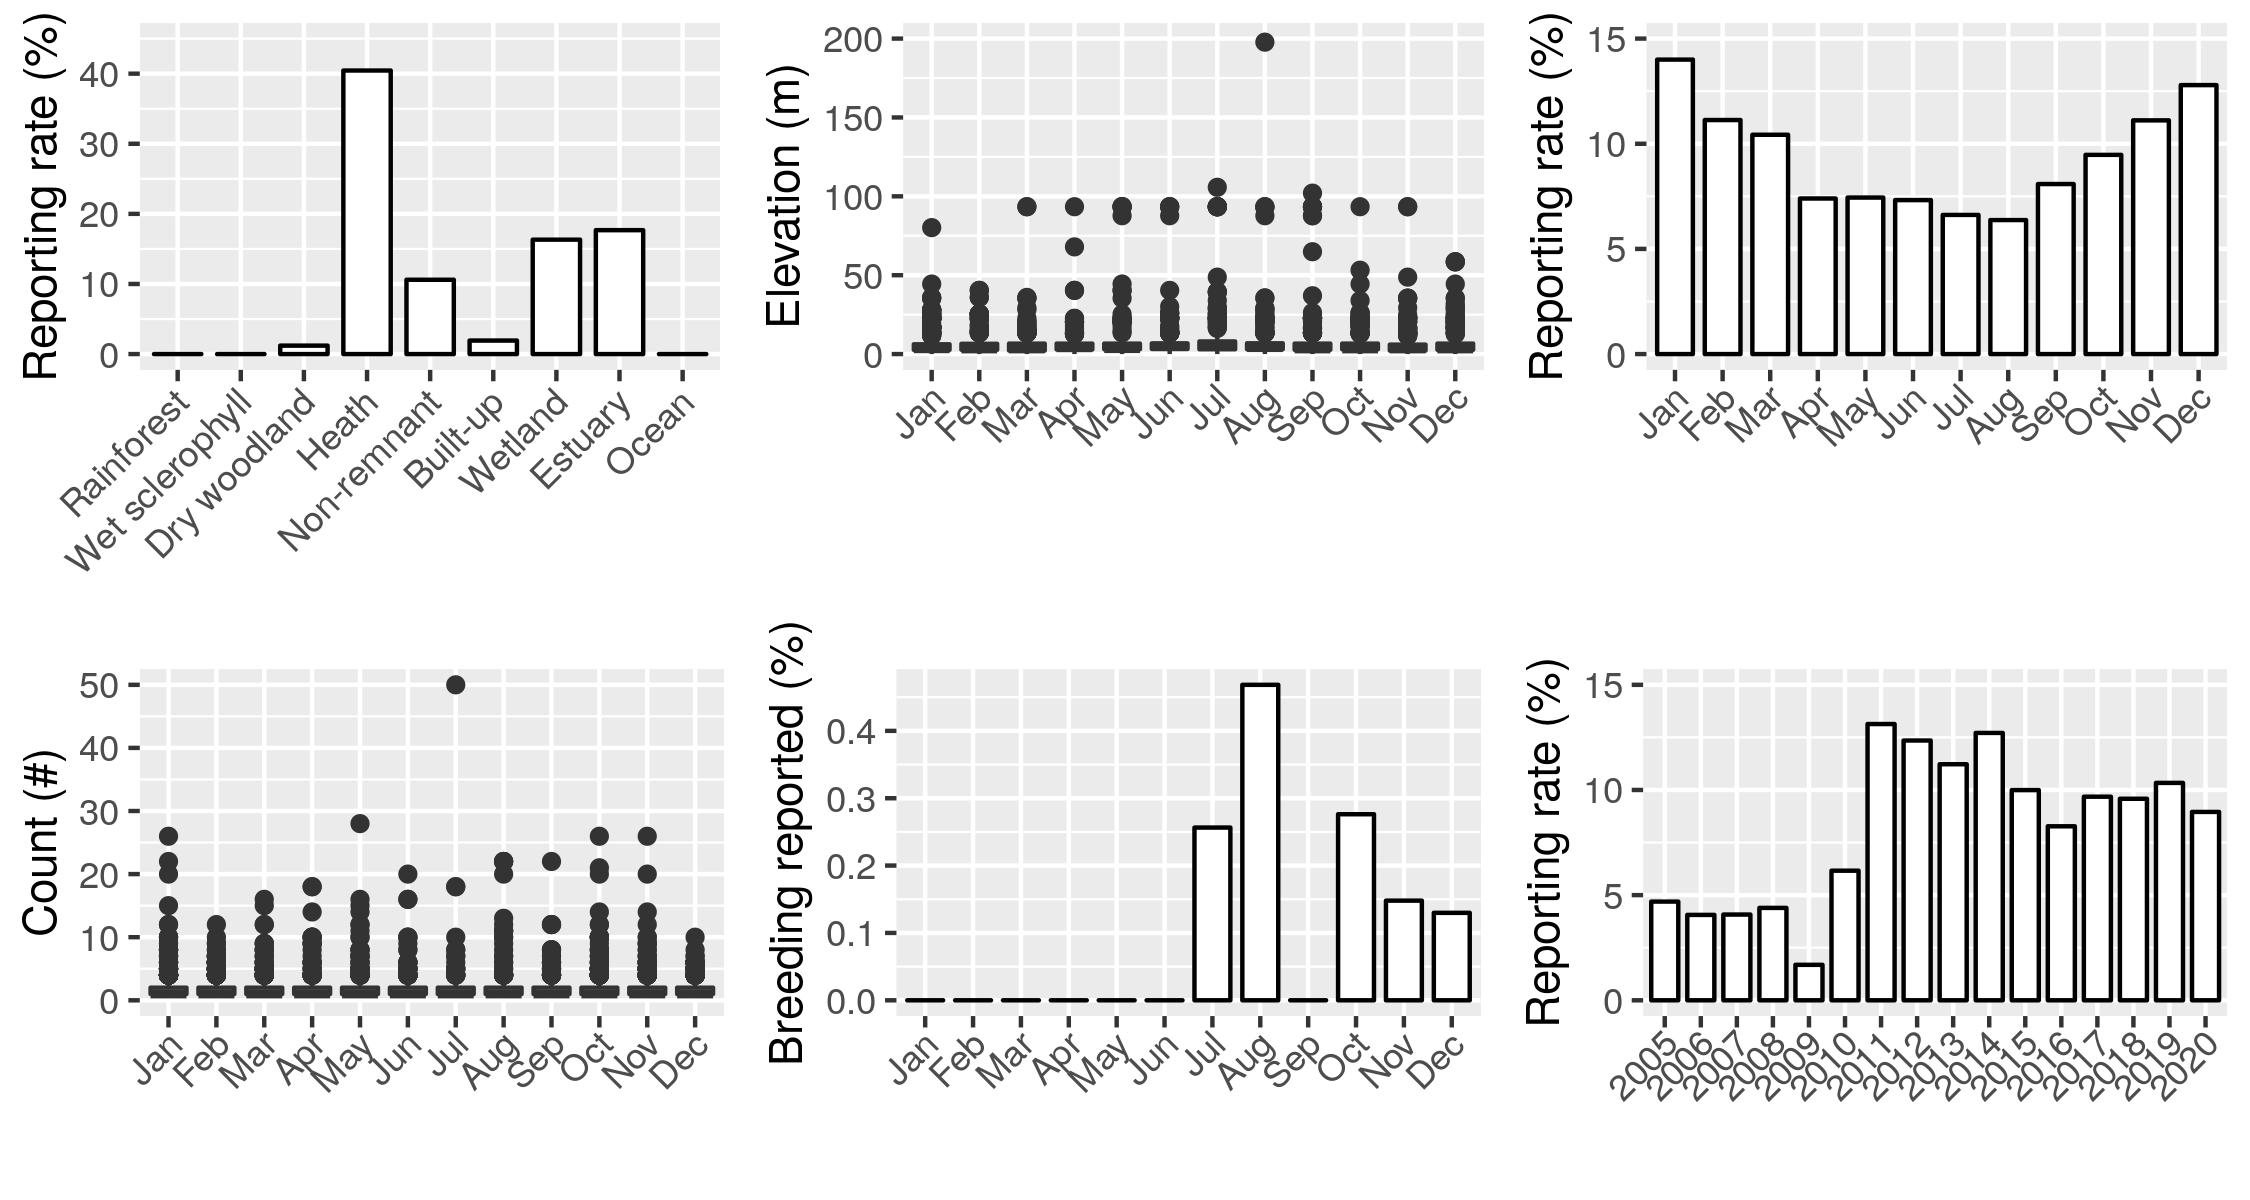 Reporting rate (%)
40
30
20
10
0
Rainforest
Wet sclerophyll
Dry woodland
Heath
Non-remnant
Built-up
Wetland
Estuary
Ocean
Elevation (m)
200
150
100
50
0
Jan
Feb
Mar
Apr
May
Jun
Jul
Aug
Sep
Oct
Nov
Dec
Reporting rate (%)
15
10
5
0
Jan
Feb
Mar
Apr
May
Jun
Jul
Aug
Sep
Oct
Nov
Dec
Count (#)
50
40
30
20
10
0
Jan
Feb
Mar
Apr
May
Jun
Jul
Aug
Sep
Oct
Nov
Dec
Breeding reported (%)
0.4
0.3
0.2
0.1
0.0
Jan
Feb
Mar
Apr
May
Jun
Jul
Aug
Sep
Oct
Nov
Dec
Reporting rate (%)
15
10
5
0
2005
2006
2007
2008
2009
2010
2011
2012
2013
2014
2015
2016
2017
2018
2019
2020